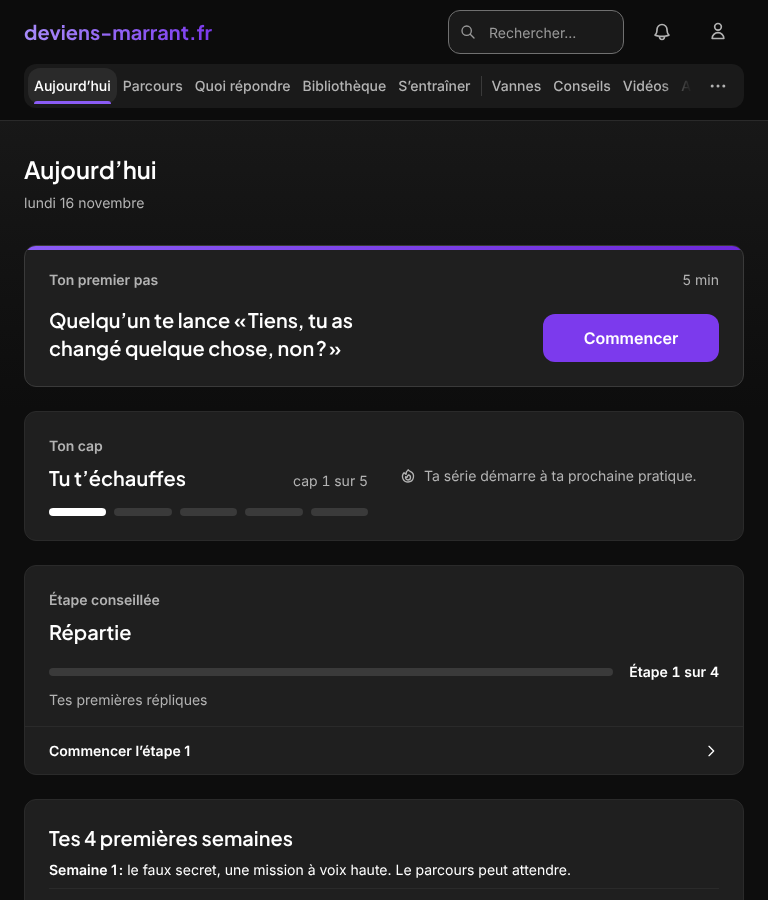 deviens-marrant.fr
Rechercher...
Aujourd’hui Parcours Quoi répondre Bibliothèque S’entraîner Vannes Conseils Vidéos A
Aujourd’hui
lundi 16 novembre
Ton premier pas 5 min
Quelqu’un te lance « Tiens, tu as
changé quelque chose, non ? »
Commencer
Ton cap
Tu t’échauffes cap 1 sur 5
Ta série démarre à ta prochaine pratique.
Étape conseillée
Répartie
Étape 1 sur 4
Tes premières répliques
Commencer l’étape 1
Tes 4 premières semaines
Semaine 1 : le faux secret, une mission à voix haute. Le parcours peut attendre.